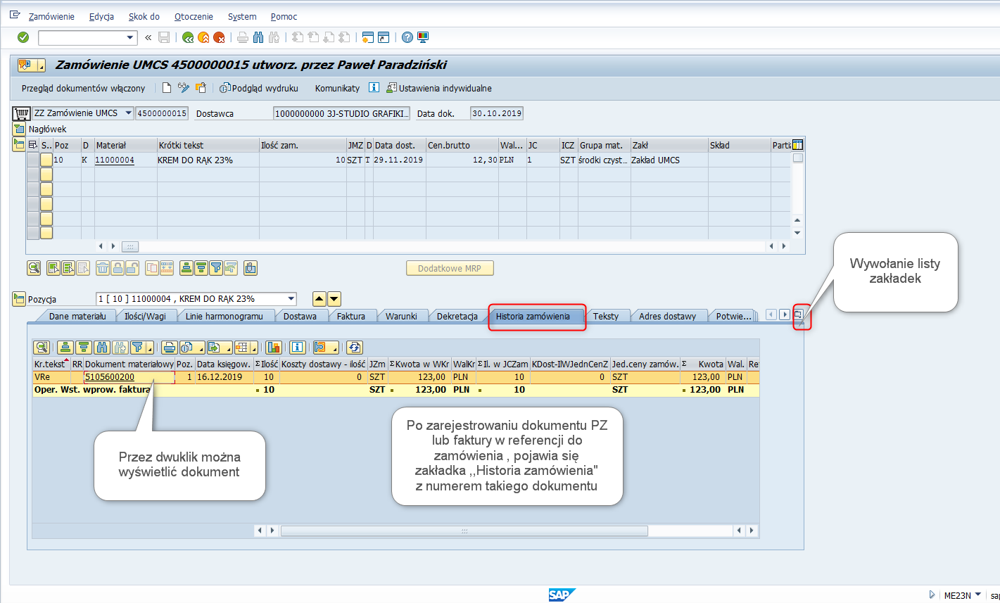 Zamówienie Edycja Skok do Otoczenie System Pomoc
Zamówienie UMCS 4500000015 utworz. przez Paweł Paradziński
Przegląd dokumentów włączony Podgląd wydruku Komunikaty Ustawienia indywidualne
ZZ Zamówienie UMCS 4500000015 Dostawca 1000000000 3J-STUDIO GRAFIKI... Data dok. 30.10.2019
Nagłówek
S.. Poz D Materiał Krótki tekst Ilość zam. JMZ D Data dost. Cen.brutto Wal... JC ICZ Grupa mat. Zakł Skład Parti
10 K 11000004 KREM DO RĄK 23% 10 SZT T 29.11.2019 12,30 PLN 1 SZT środki czyst... Zakład UMCS
Dodatkowe MRP
Wywołanie listy
zakładek
Pozycja 1 [ 10 ] 11000004 , KREM DO RĄK 23%
Dane materiału Ilości/Wagi Linie harmonogramu Dostawa Faktura Warunki Dekretacja Historia zamówienia Teksty Adres dostawy Potwie...
Kr.tekst RR Dokument materiałowy Poz. Data księgow. Σ Ilość Koszty dostawy - ilość JZm Σ Kwota w WKr WalKr Σ Il. w JCZam KDost-IlWJednCenZ Jed.ceny zamów. Σ Kwota Wal. Re
VRe 5105600200 1 16.12.2019 10 0 SZT 123,00 PLN 10 0 SZT 123,00 PLN
Oper. Wst. wprow. faktura 10 SZT 123,00 PLN 10 SZT 123,00 PLN
Przez dwuklik można
wyświetlić dokument
Po zarejestrowaniu dokumentu PZ
lub faktury w referencji do
zamówienia , pojawia się
zakładka ,,Historia zamówienia"
z numerem takiego dokumentu
SAP ME23N sap